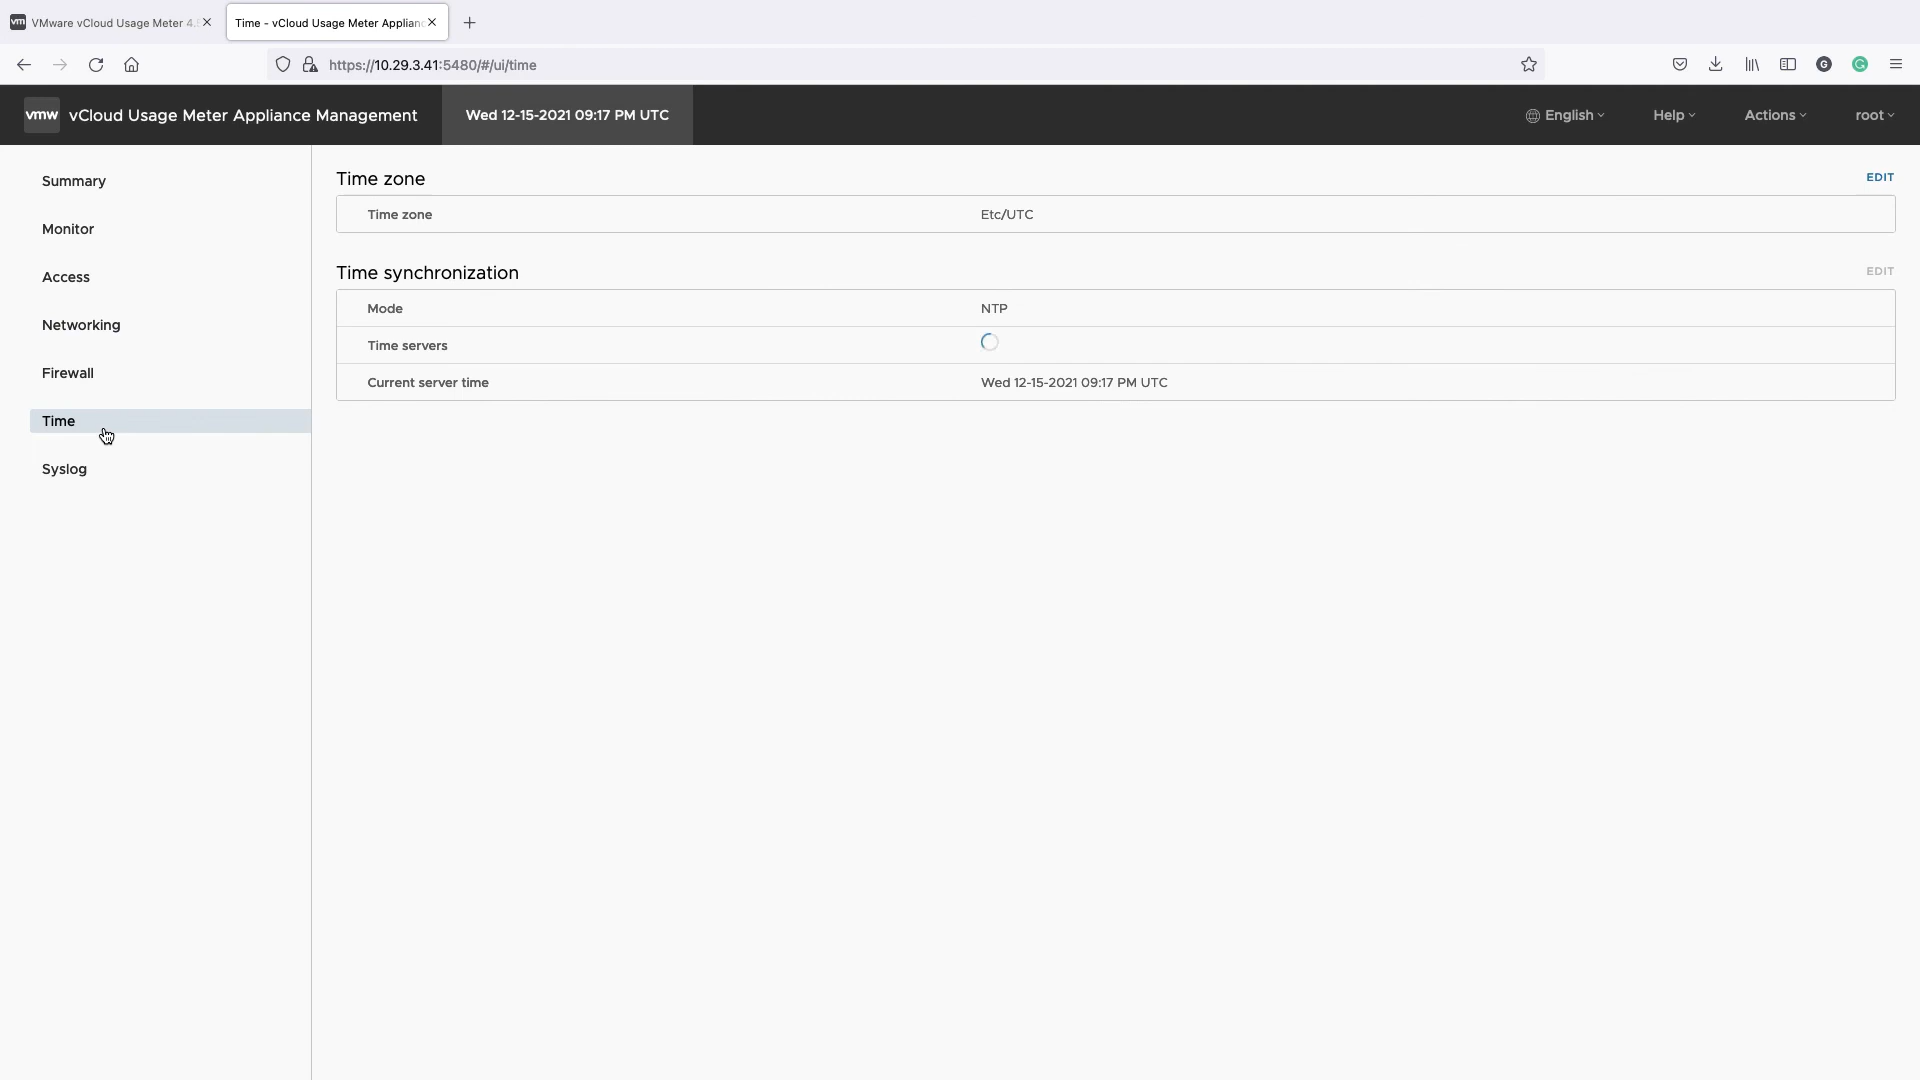 VMware vCloud Usage Meter 4.
Time - vCloud Usage Meter Applian
https://10.29.3.41:5480/#/ui/time
vmw vCloud Usage Meter Appliance Management
Wed 12-15-2021 09:17 PM UTC
English
Help
Actions
root
Summary
Monitor
Access
Networking
Firewall
Time
Syslog
Time zone
EDIT
Time zone Etc/UTC
Time synchronization
EDIT
Mode NTP
Time servers
Current server time Wed 12-15-2021 09:17 PM UTC